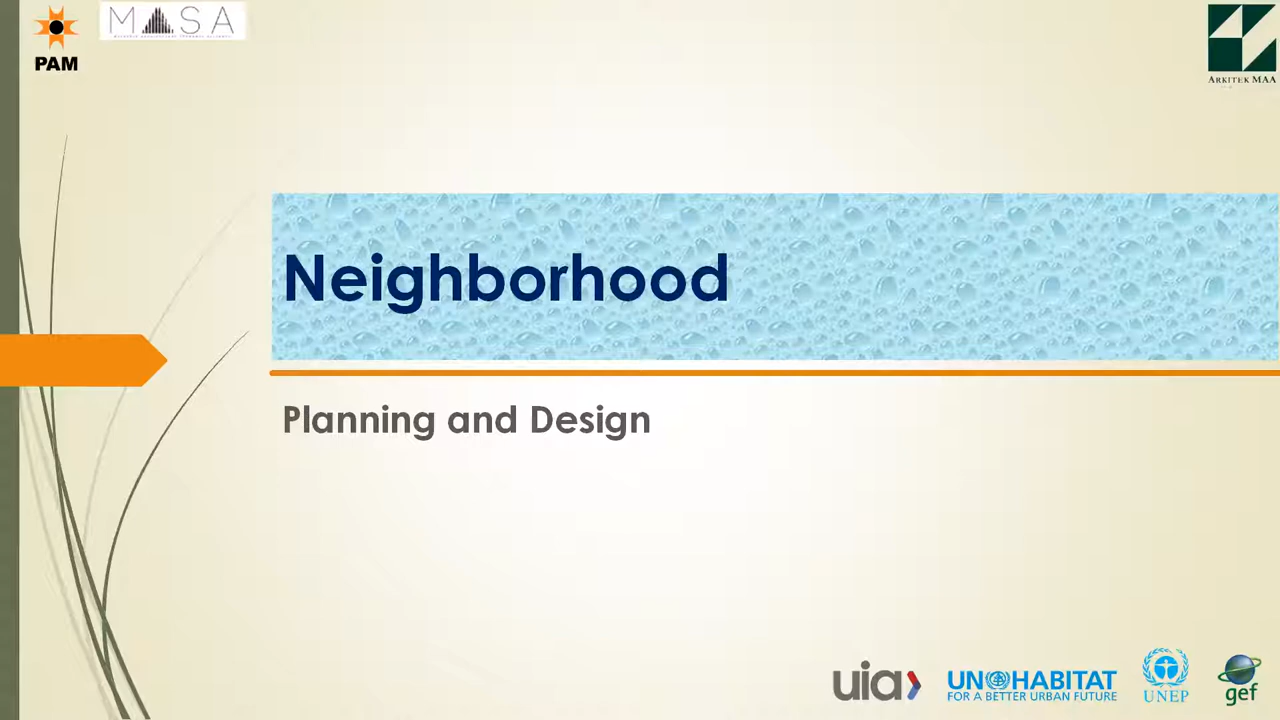 PAM
MASA
ARKITEK MAA
Neighborhood
Planning and Design
uia
UN HABITAT
FOR A BETTER URBAN FUTURE
UNEP
gef